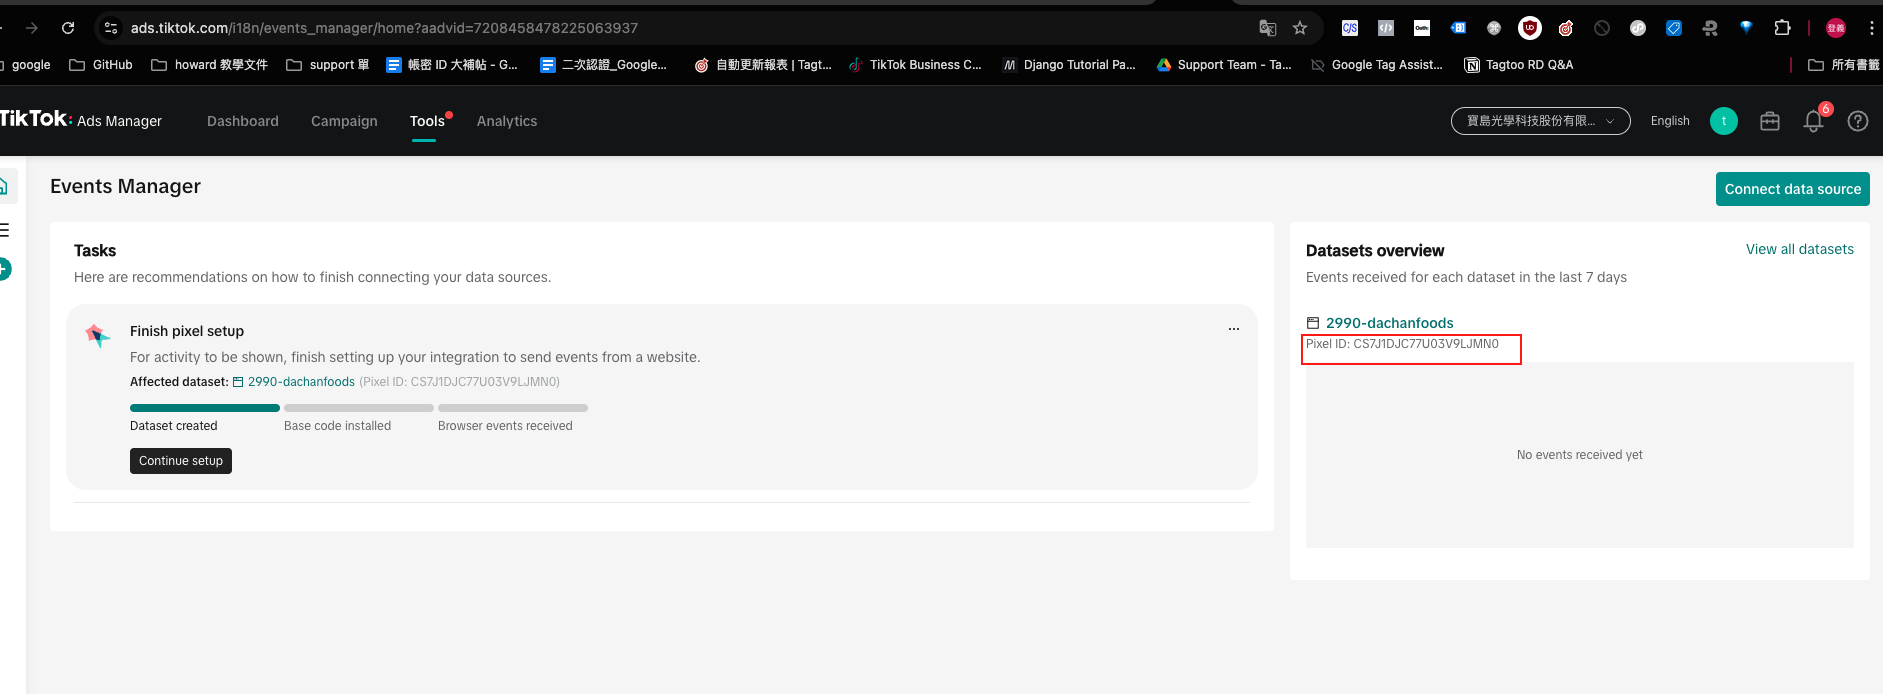 ads.tiktok.com/i18n/events_manager/home?aadvid=7208458478225063937
C/S
</>
Oath
UD
登義
google
GitHub
howard 教學文件
support 單
帳密 ID 大補帖 - G...
二次認證_Google...
自動更新報表 | Tagt...
TikTok Business C...
Django Tutorial Pa...
Support Team - Ta...
Google Tag Assist...
Tagtoo RD Q&A
所有書籤
TikTok: Ads Manager
Dashboard
Campaign
Tools
Analytics
寶島光學科技股份有限...
English
t
6
Events Manager
Connect data source
Tasks
Here are recommendations on how to finish connecting your data sources.
Finish pixel setup
...
For activity to be shown, finish setting up your integration to send events from a website.
Affected dataset: 2990-dachanfoods (Pixel ID: CS7J1DJC77U03V9LJMN0)
Dataset created
Base code installed
Browser events received
Continue setup
Datasets overview
View all datasets
Events received for each dataset in the last 7 days
2990-dachanfoods
Pixel ID: CS7J1DJC77U03V9LJMN0
No events received yet